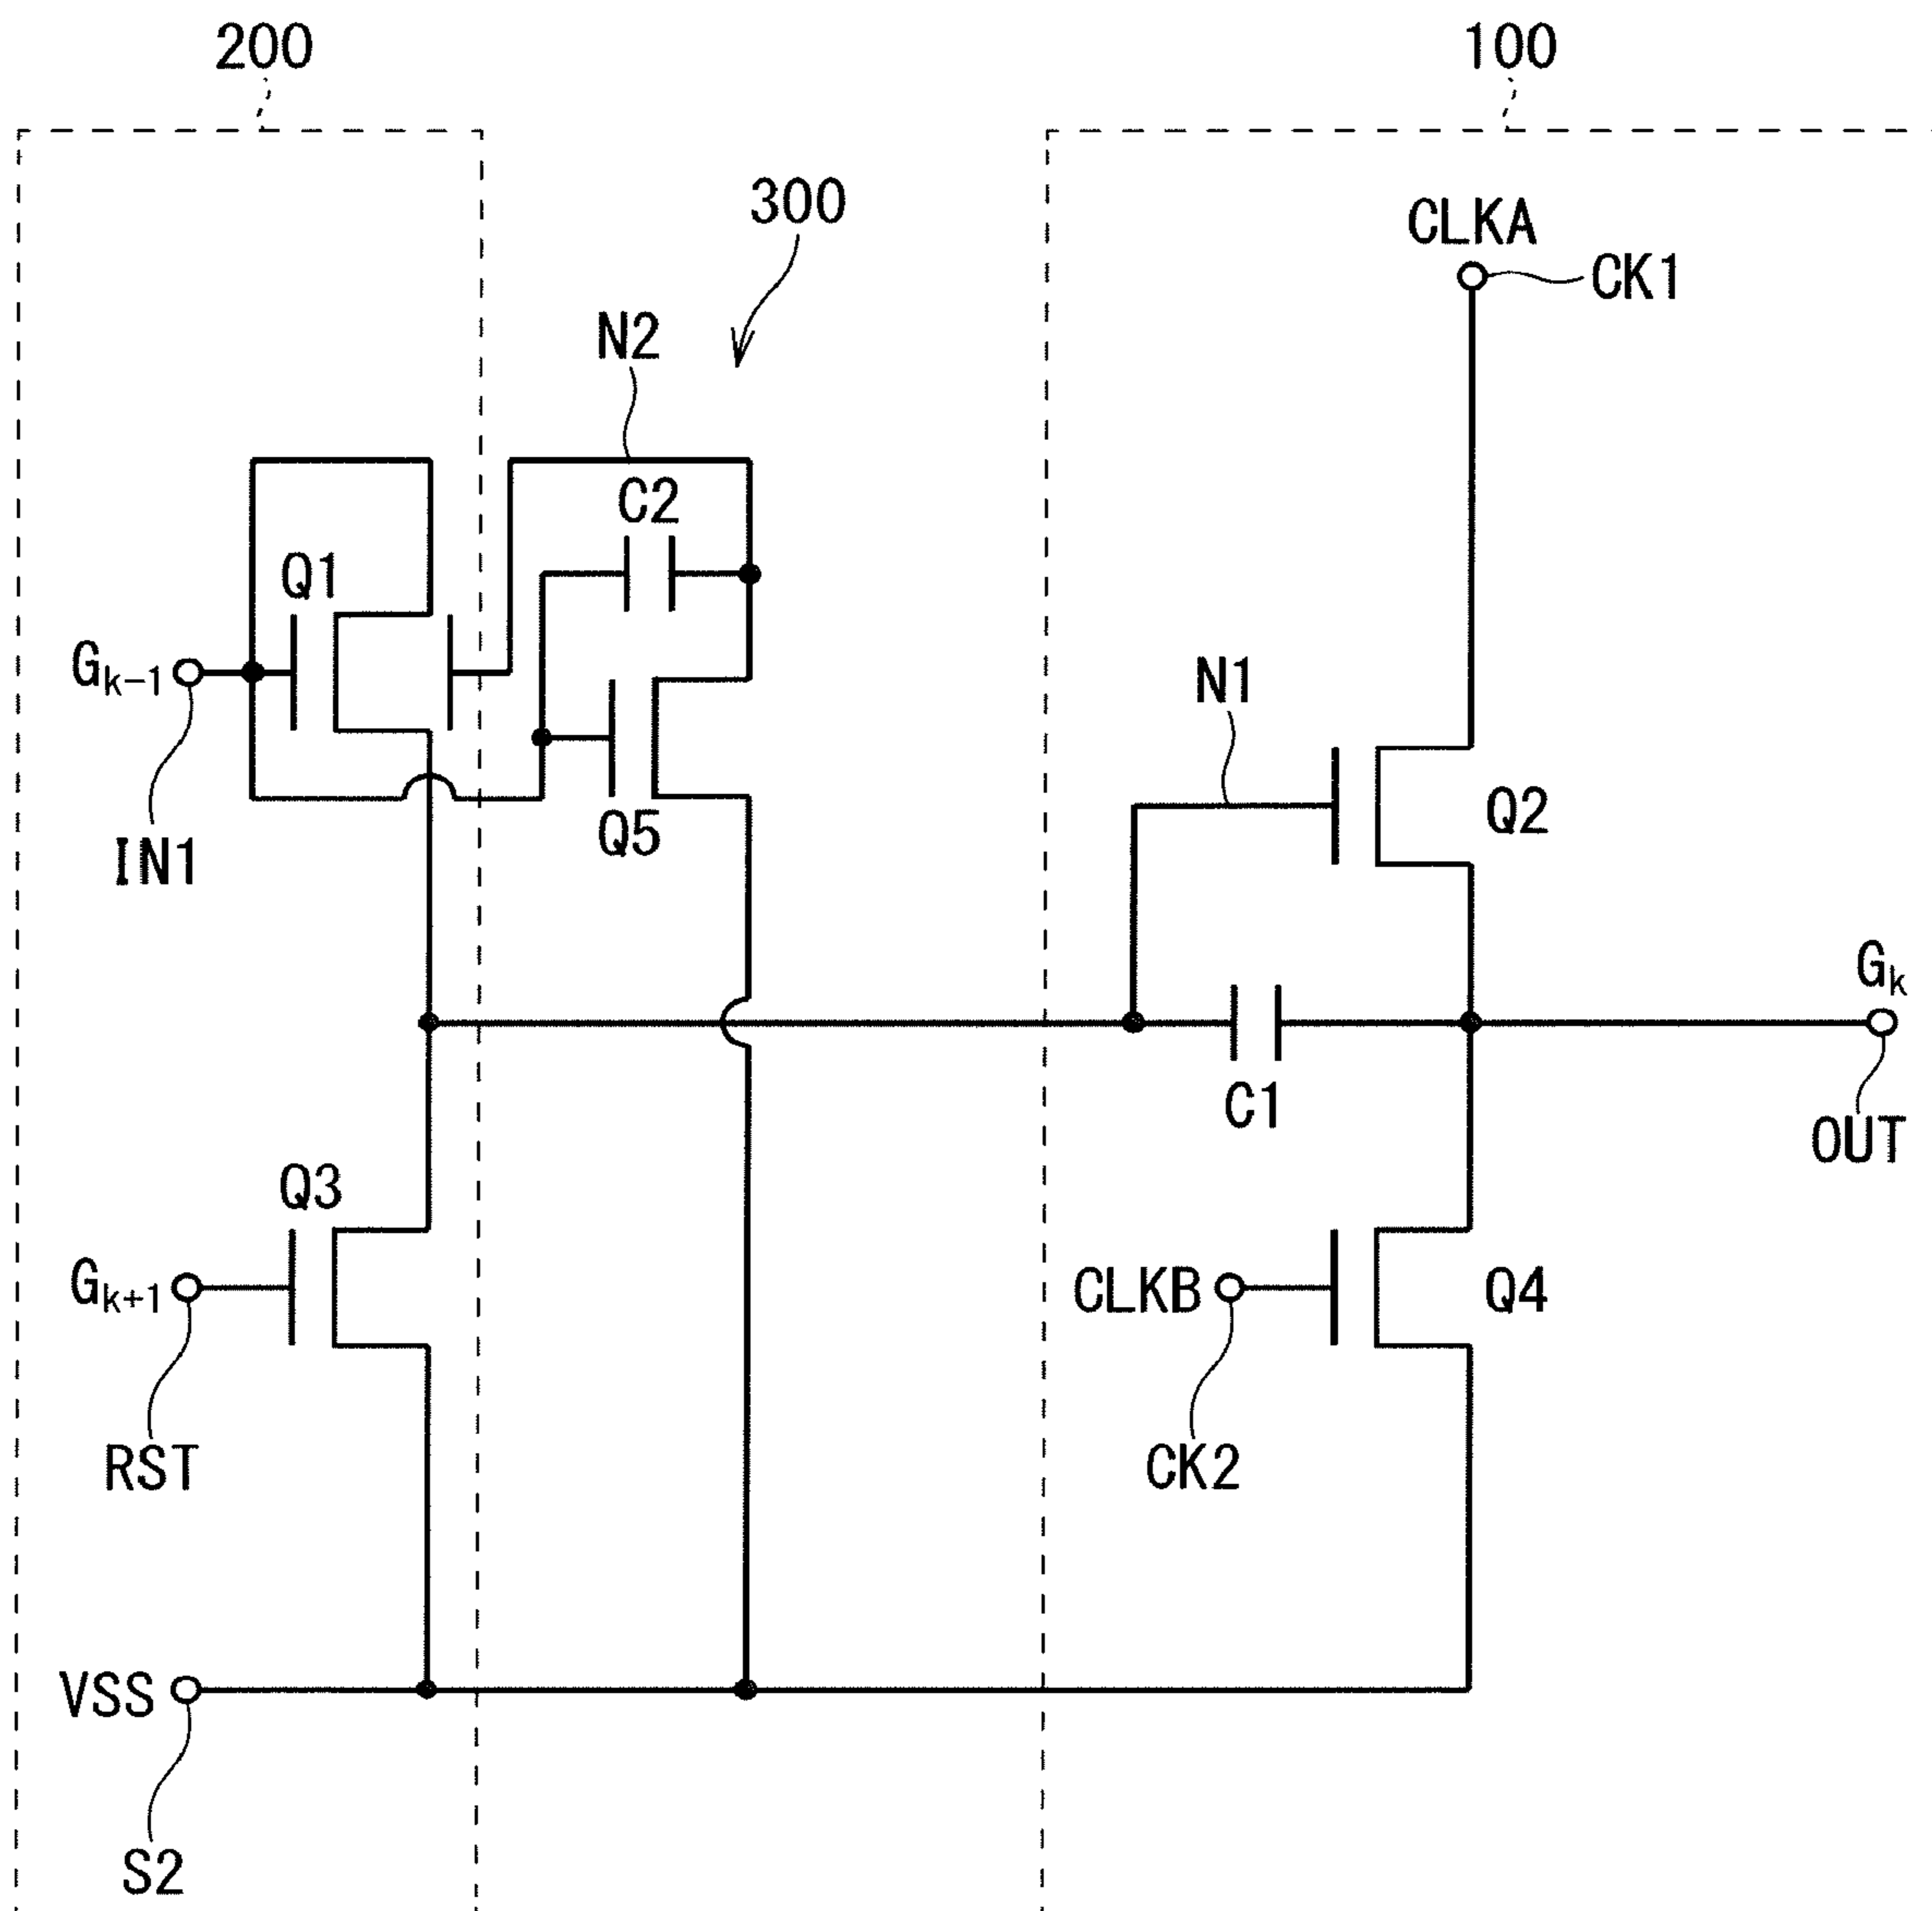 200
100
300
CLKA
CK1
N2
C2
Q1
Gk-1
N1
Q2
Q5
IN1
Gk
C1
OUT
Q3
Gk+1
CLKB
Q4
RST
CK2
VSS
S2